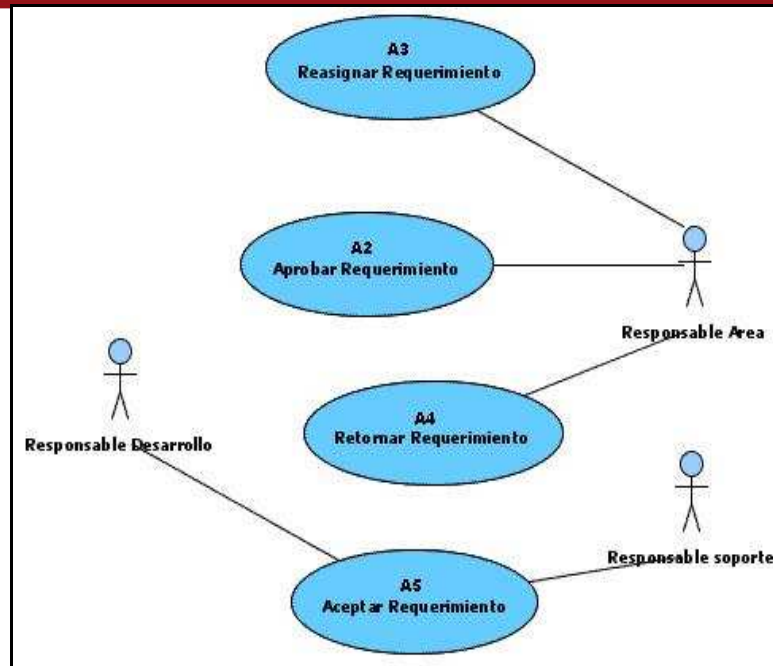 A3
Reasignar Requerimiento
A2
Aprobar Requerimiento
Responsable Area
A4
Retornar Requerimiento
Responsable Desarrollo
Responsable soporte
A5
Aceptar Requerimiento